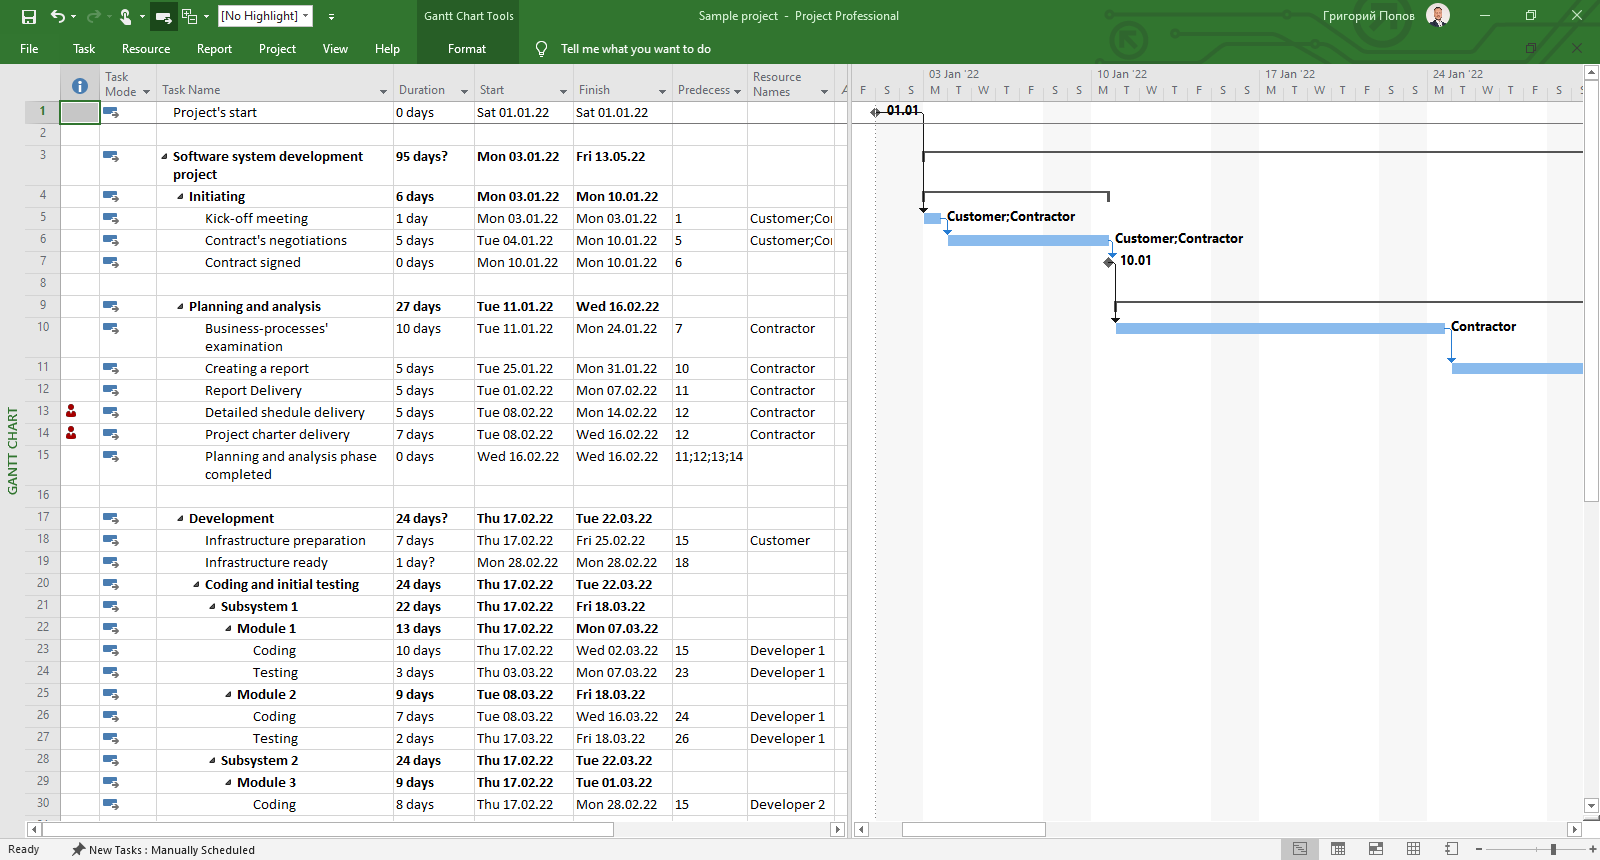 [No Highlight]
Gantt Chart Tools
Sample project - Project Professional
Григорий Попов
File Task Resource Report Project View Help Format Tell me what you want to do
Task Mode Task Name Duration Start Finish Predecess Resource Names A
03 Jan '22 10 Jan '22 17 Jan '22 24 Jan '22
F S S M T W T F S S M T W T F S S M T W T F S S M T W T F S S
1 Project's start 0 days Sat 01.01.22 Sat 01.01.22
01.01
2
3 Software system development project 95 days? Mon 03.01.22 Fri 13.05.22
4 Initiating 6 days Mon 03.01.22 Mon 10.01.22
5 Kick-off meeting 1 day Mon 03.01.22 Mon 03.01.22 1 Customer;Co
Customer;Contractor
6 Contract's negotiations 5 days Tue 04.01.22 Mon 10.01.22 5 Customer;Co
Customer;Contractor
7 Contract signed 0 days Mon 10.01.22 Mon 10.01.22 6
10.01
8
9 Planning and analysis 27 days Tue 11.01.22 Wed 16.02.22
10 Business-processes' examination 10 days Tue 11.01.22 Mon 24.01.22 7 Contractor
Contractor
11 Creating a report 5 days Tue 25.01.22 Mon 31.01.22 10 Contractor
12 Report Delivery 5 days Tue 01.02.22 Mon 07.02.22 11 Contractor
13 Detailed shedule delivery 5 days Tue 08.02.22 Mon 14.02.22 12 Contractor
14 Project charter delivery 7 days Tue 08.02.22 Wed 16.02.22 12 Contractor
15 Planning and analysis phase completed 0 days Wed 16.02.22 Wed 16.02.22 11;12;13;14
16
17 Development 24 days? Thu 17.02.22 Tue 22.03.22
18 Infrastructure preparation 7 days Thu 17.02.22 Fri 25.02.22 15 Customer
19 Infrastructure ready 1 day? Mon 28.02.22 Mon 28.02.22 18
20 Coding and initial testing 24 days Thu 17.02.22 Tue 22.03.22
21 Subsystem 1 22 days Thu 17.02.22 Fri 18.03.22
22 Module 1 13 days Thu 17.02.22 Mon 07.03.22
23 Coding 10 days Thu 17.02.22 Wed 02.03.22 15 Developer 1
24 Testing 3 days Thu 03.03.22 Mon 07.03.22 23 Developer 1
25 Module 2 9 days Tue 08.03.22 Fri 18.03.22
26 Coding 7 days Tue 08.03.22 Wed 16.03.22 24 Developer 1
27 Testing 2 days Thu 17.03.22 Fri 18.03.22 26 Developer 1
28 Subsystem 2 24 days Thu 17.02.22 Tue 22.03.22
29 Module 3 9 days Thu 17.02.22 Tue 01.03.22
30 Coding 8 days Thu 17.02.22 Mon 28.02.22 15 Developer 2
GANTT CHART
Ready New Tasks : Manually Scheduled